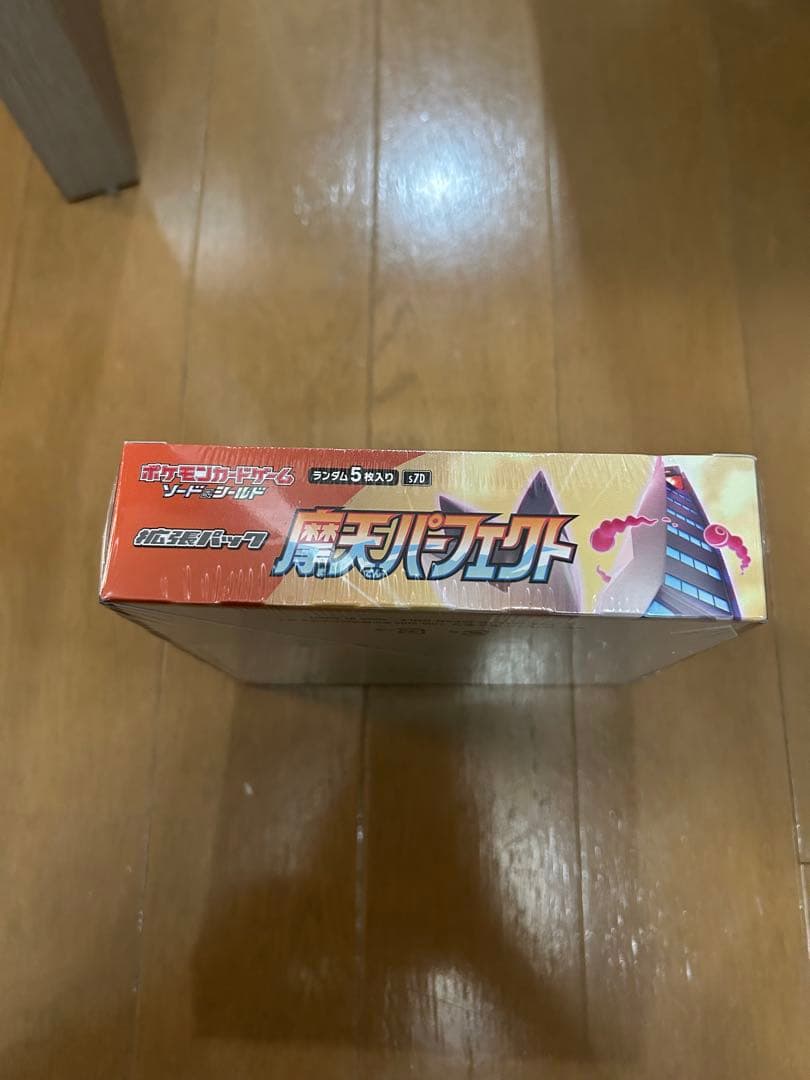 ポケモンカードゲーム
ソード&シールド
ランダム5枚入り s7D
拡張パック
摩天パーフェクト